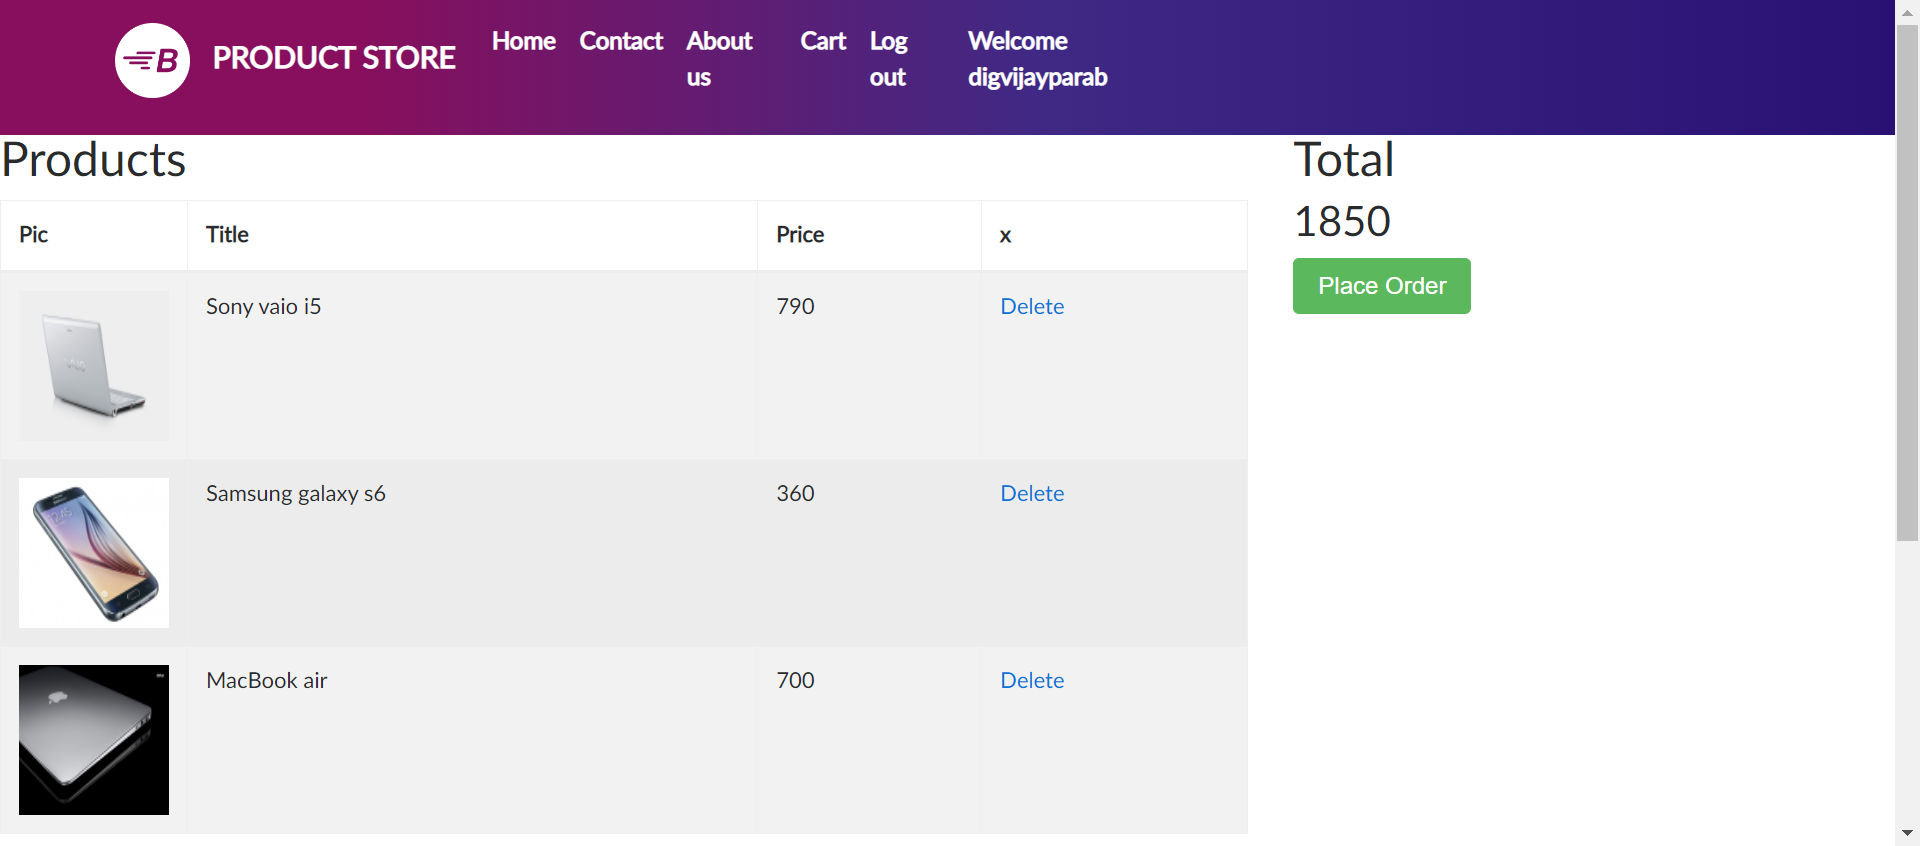 B PRODUCT STORE
Home
Contact
About
us
Cart
Log
out
Welcome
digvijayparab
Products
Pic Title Price x
Sony vaio i5 790 Delete
VAIO
Samsung galaxy s6 360 Delete
MacBook air 700 Delete
Total
1850
Place Order